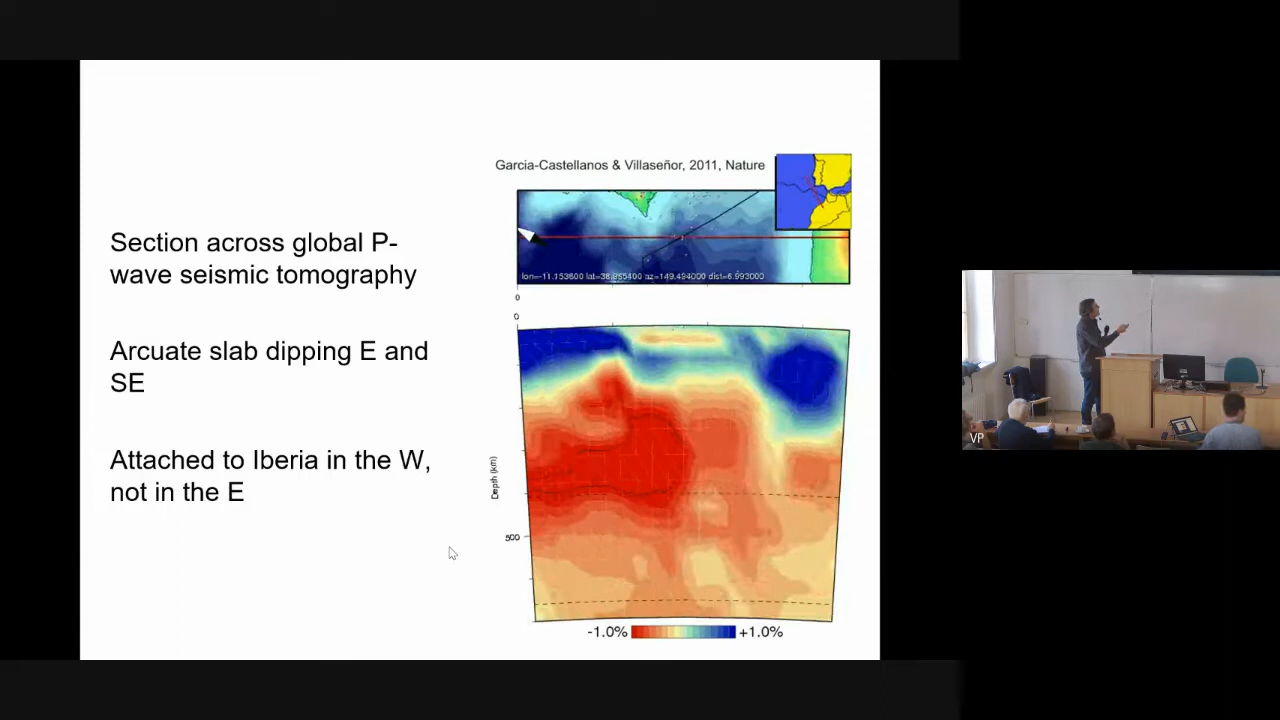 Garcia-Castellanos & Villaseñor, 2011, Nature
Section across global P-
wave seismic tomography
Arcuate slab dipping E and
SE
Attached to Iberia in the W,
not in the E
lon=-11.153600 lat=38.955400 az=149.494000 dist=6.993000
0
0
Depth (km)
500
-1.0%
+1.0%
VP